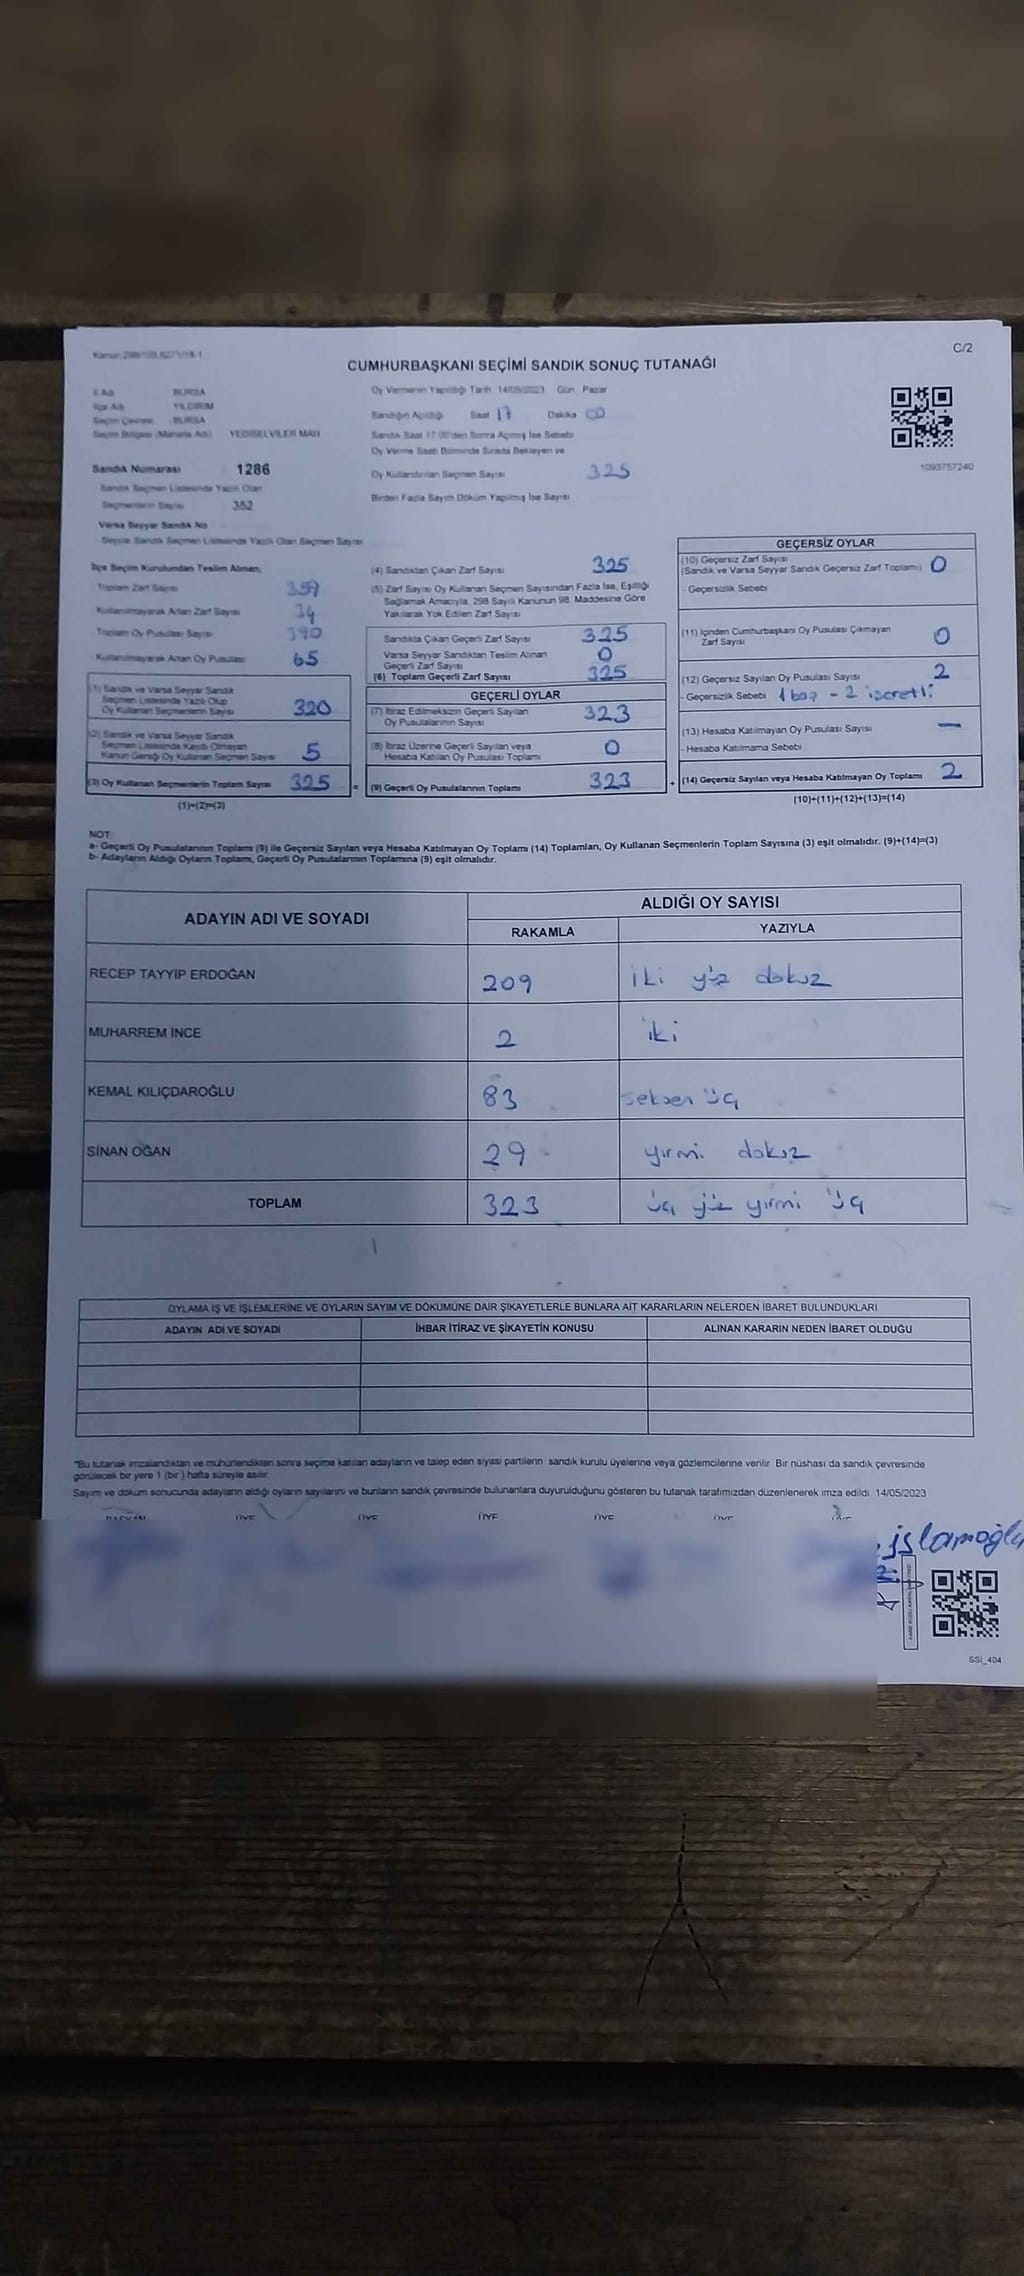 C/2
CUMHURBAŞKANI SEÇİMİ SANDIK SONUÇ TUTANAĞI
İli Adı BURSA
İlçe Adı YILDIRIM
Seçim Çevresi BURSA
Seçim Bölgesi (Mahalle Adı) YEDİSELVİLER MAH
Sandık Numarası 1286
Sandık Seçmen Listesinde Yazılı Olan
Seçmenlerin Sayısı 352
Varsa Seyyar Sandık No
Seyyar Sandık Seçmen Listesinde Yazılı Olan Seçmen Sayısı
Oy Vermenin Yapıldığı Tarih 14/05/2023 Gün Pazar
Sandığın Açıldığı Saat 17 Dakika 00
Sandık Saat 17:00'den Sonra Açılmış İse Sebebi
Oy Verme Saati Bitiminde Sırada Bekleyen ve
Oy Kullandırılan Seçmen Sayısı 325
Birden Fazla Sayım Döküm Yapılmış İse Sayısı
1093757240
İlçe Seçim Kurulundan Teslim Alınan;
Toplam Zarf Sayısı 359
Kullanılmayarak Artan Zarf Sayısı 34
Toplam Oy Pusulası Sayısı 390
Kullanılmayarak Artan Oy Pusulası 65
(1) Sandık ve Varsa Seyyar Sandık
Seçmen Listesinde Yazılı Olup
Oy Kullanan Seçmenlerin Sayısı 320
(2) Sandık ve Varsa Seyyar Sandık
Seçmen Listesinde Kayıtlı Olmayan
Kanun Gereği Oy Kullanan Seçmen Sayısı 5
(3) Oy Kullanan Seçmenlerin Toplam Sayısı 325
(1)+(2)=(3)
(4) Sandıktan Çıkan Zarf Sayısı 325
(5) Zarf Sayısı Oy Kullanan Seçmen Sayısından Fazla İse, Eşitliği
Sağlamak Amacıyla, 298 Sayılı Kanunun 98. Maddesine Göre
Yakılarak Yok Edilen Zarf Sayısı
Sandıkta Çıkan Geçerli Zarf Sayısı 325
Varsa Seyyar Sandıktan Teslim Alınan
Geçerli Zarf Sayısı 0
(6) Toplam Geçerli Zarf Sayısı 325
GEÇERLİ OYLAR
(7) İtiraz Edilmeksizin Geçerli Sayılan
Oy Pusulalarının Sayısı 323
(8) İtiraz Üzerine Geçerli Sayılan veya
Hesaba Katılan Oy Pusulası Toplamı 0
= (9) Geçerli Oy Pusulalarının Toplamı 323 +
GEÇERSİZ OYLAR
(10) Geçersiz Zarf Sayısı
(Sandık ve Varsa Seyyar Sandık Geçersiz Zarf Toplamı) 0
- Geçersizlik Sebebi
(11) İçinden Cumhurbaşkanı Oy Pusulası Çıkmayan
Zarf Sayısı 0
(12) Geçersiz Sayılan Oy Pusulası Sayısı 2
- Geçersizlik Sebebi 1 boş - 2 işaretli
(13) Hesaba Katılmayan Oy Pusulası Sayısı —
- Hesaba Katılmama Sebebi
(14) Geçersiz Sayılan veya Hesaba Katılmayan Oy Toplamı 2
(10)+(11)+(12)+(13)=(14)
NOT:
a- Geçerli Oy Pusulalarının Toplamı (9) ile Geçersiz Sayılan veya Hesaba Katılmayan Oy Toplamı (14) Toplamları, Oy Kullanan Seçmenlerin Toplam Sayısına (3) eşit olmalıdır. (9)+(14)=(3)
b- Adayların Aldığı Oyların Toplamı, Geçerli Oy Pusulalarının Toplamına (9) eşit olmalıdır.
ADAYIN ADI VE SOYADI ALDIĞI OY SAYISI
RAKAMLA YAZIYLA
RECEP TAYYİP ERDOĞAN 209 iki yüz dokuz
MUHARREM İNCE 2 iki
KEMAL KILIÇDAROĞLU 83 seksen üç
SİNAN OĞAN 29 yirmi dokuz
TOPLAM 323 üç yüz yirmi üç
OYLAMA İŞ VE İŞLEMLERİNE VE OYLARIN SAYIM VE DÖKÜMÜNE DAİR ŞİKAYETLERLE BUNLARA AİT KARARLARIN NELERDEN İBARET BULUNDUKLARI
ADAYIN ADI VE SOYADI İHBAR İTİRAZ VE ŞİKAYETİN KONUSU ALINAN KARARIN NEDEN İBARET OLDUĞU
*Bu tutanak imzalandıktan ve mühürlendikten sonra seçime katılan adayların ve talep eden siyasi partilerin sandık kurulu üyelerine veya gözlemcilerine verilir. Bir nüshası da sandık çevresinde
görülecek bir yere 1 (bir) hafta süreyle asılır.
Sayım ve döküm sonucunda adayların aldığı oyların sayılarını ve bunların sandık çevresinde bulunanlara duyurulduğunu gösteren bu tutanak tarafımızdan düzenlenerek imza edildi. 14/05/2023
BAŞKAN ÜYE ÜYE ÜYE ÜYE ÜYE ÜYE
SSI_404